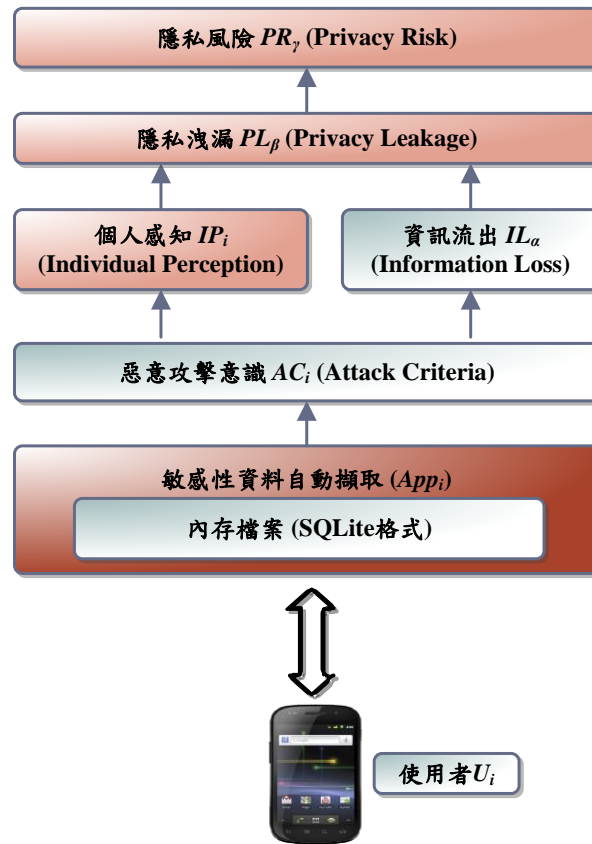 隱私風險 PRγ (Privacy Risk)
隱私洩漏 PLβ (Privacy Leakage)
個人感知 IPi
(Individual Perception)
資訊流出 ILα
(Information Loss)
惡意攻擊意識 ACi (Attack Criteria)
敏感性資料自動擷取 (Appi)
內存檔案 (SQLite格式)
使用者Ui